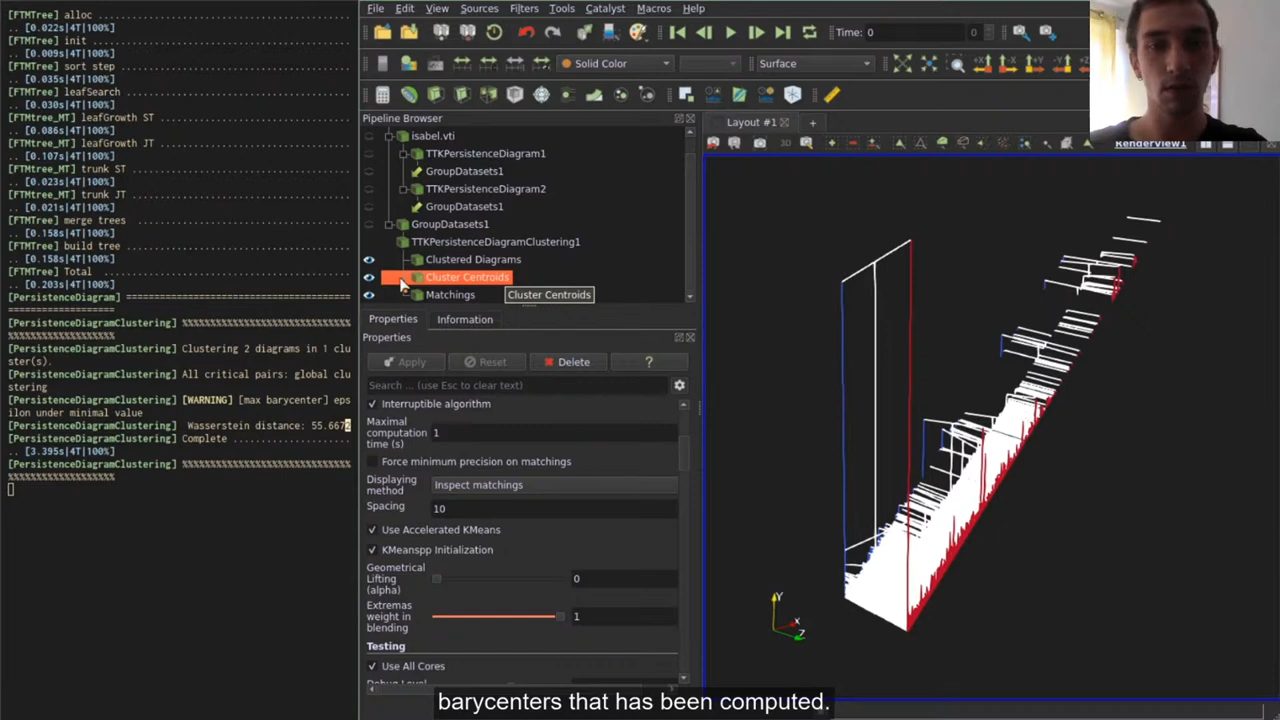 [FTMTree] alloc
.. [0.022s|4T|100%]
[FTMTree] init
.. [0.009s|4T|100%]
[FTMTree] sort step
.. [0.035s|4T|100%]
[FTMtree] leafSearch
.. [0.030s|4T|100%]
[FTMtree_MT] leafGrowth ST
.. [0.086s|4T|100%]
[FTMtree_MT] leafGrowth JT
.. [0.107s|4T|100%]
[FTMtree_MT] trunk ST
.. [0.023s|4T|100%]
[FTMtree_MT] trunk JT
.. [0.021s|4T|100%]
[FTMtree_MT] merge trees
.. [0.158s|4T|100%]
[FTMTree] build tree
.. [0.158s|4T|100%]
[FTMTree] Total
.. [0.203s|4T|100%]
[PersistenceDiagram]
[PersistenceDiagramClustering]
[PersistenceDiagramClustering] Clustering 2 diagrams in 1 clu
ster(s).
[PersistenceDiagramClustering] All critical pairs: global clu
stering
[PersistenceDiagramClustering] [WARNING] [max barycenter] eps
ilon under minimal value
[PersistenceDiagramClustering] Wasserstein distance: 55.6672
[PersistenceDiagramClustering] Complete
.. [3.395s|4T|100%]
[PersistenceDiagramClustering]
File Edit View Sources Filters Tools Catalyst Macros Help
Time: 0 0
Solid Color Surface
Pipeline Browser
isabel.vti
TTKPersistenceDiagram1
GroupDatasets1
TTKPersistenceDiagram2
GroupDatasets1
GroupDatasets1
TTKPersistenceDiagramClustering1
Clustered Diagrams
Cluster Centroids
Matchings
Cluster Centroids
Properties Information
Properties
Apply Reset Delete ?
Search ... (use Esc to clear text)
Interruptible algorithm
Maximal
computation
time (s)
1
Force minimum precision on matchings
Displaying
method
Inspect matchings
Spacing 10
Use Accelerated KMeans
KMeanspp Initialization
Geometrical
Lifting
(alpha)
0
Extremas
weight in
blending
1
Testing
Use All Cores
Layout #1
3D
RenderView1
Y
X
Z
barycenters that has been computed.